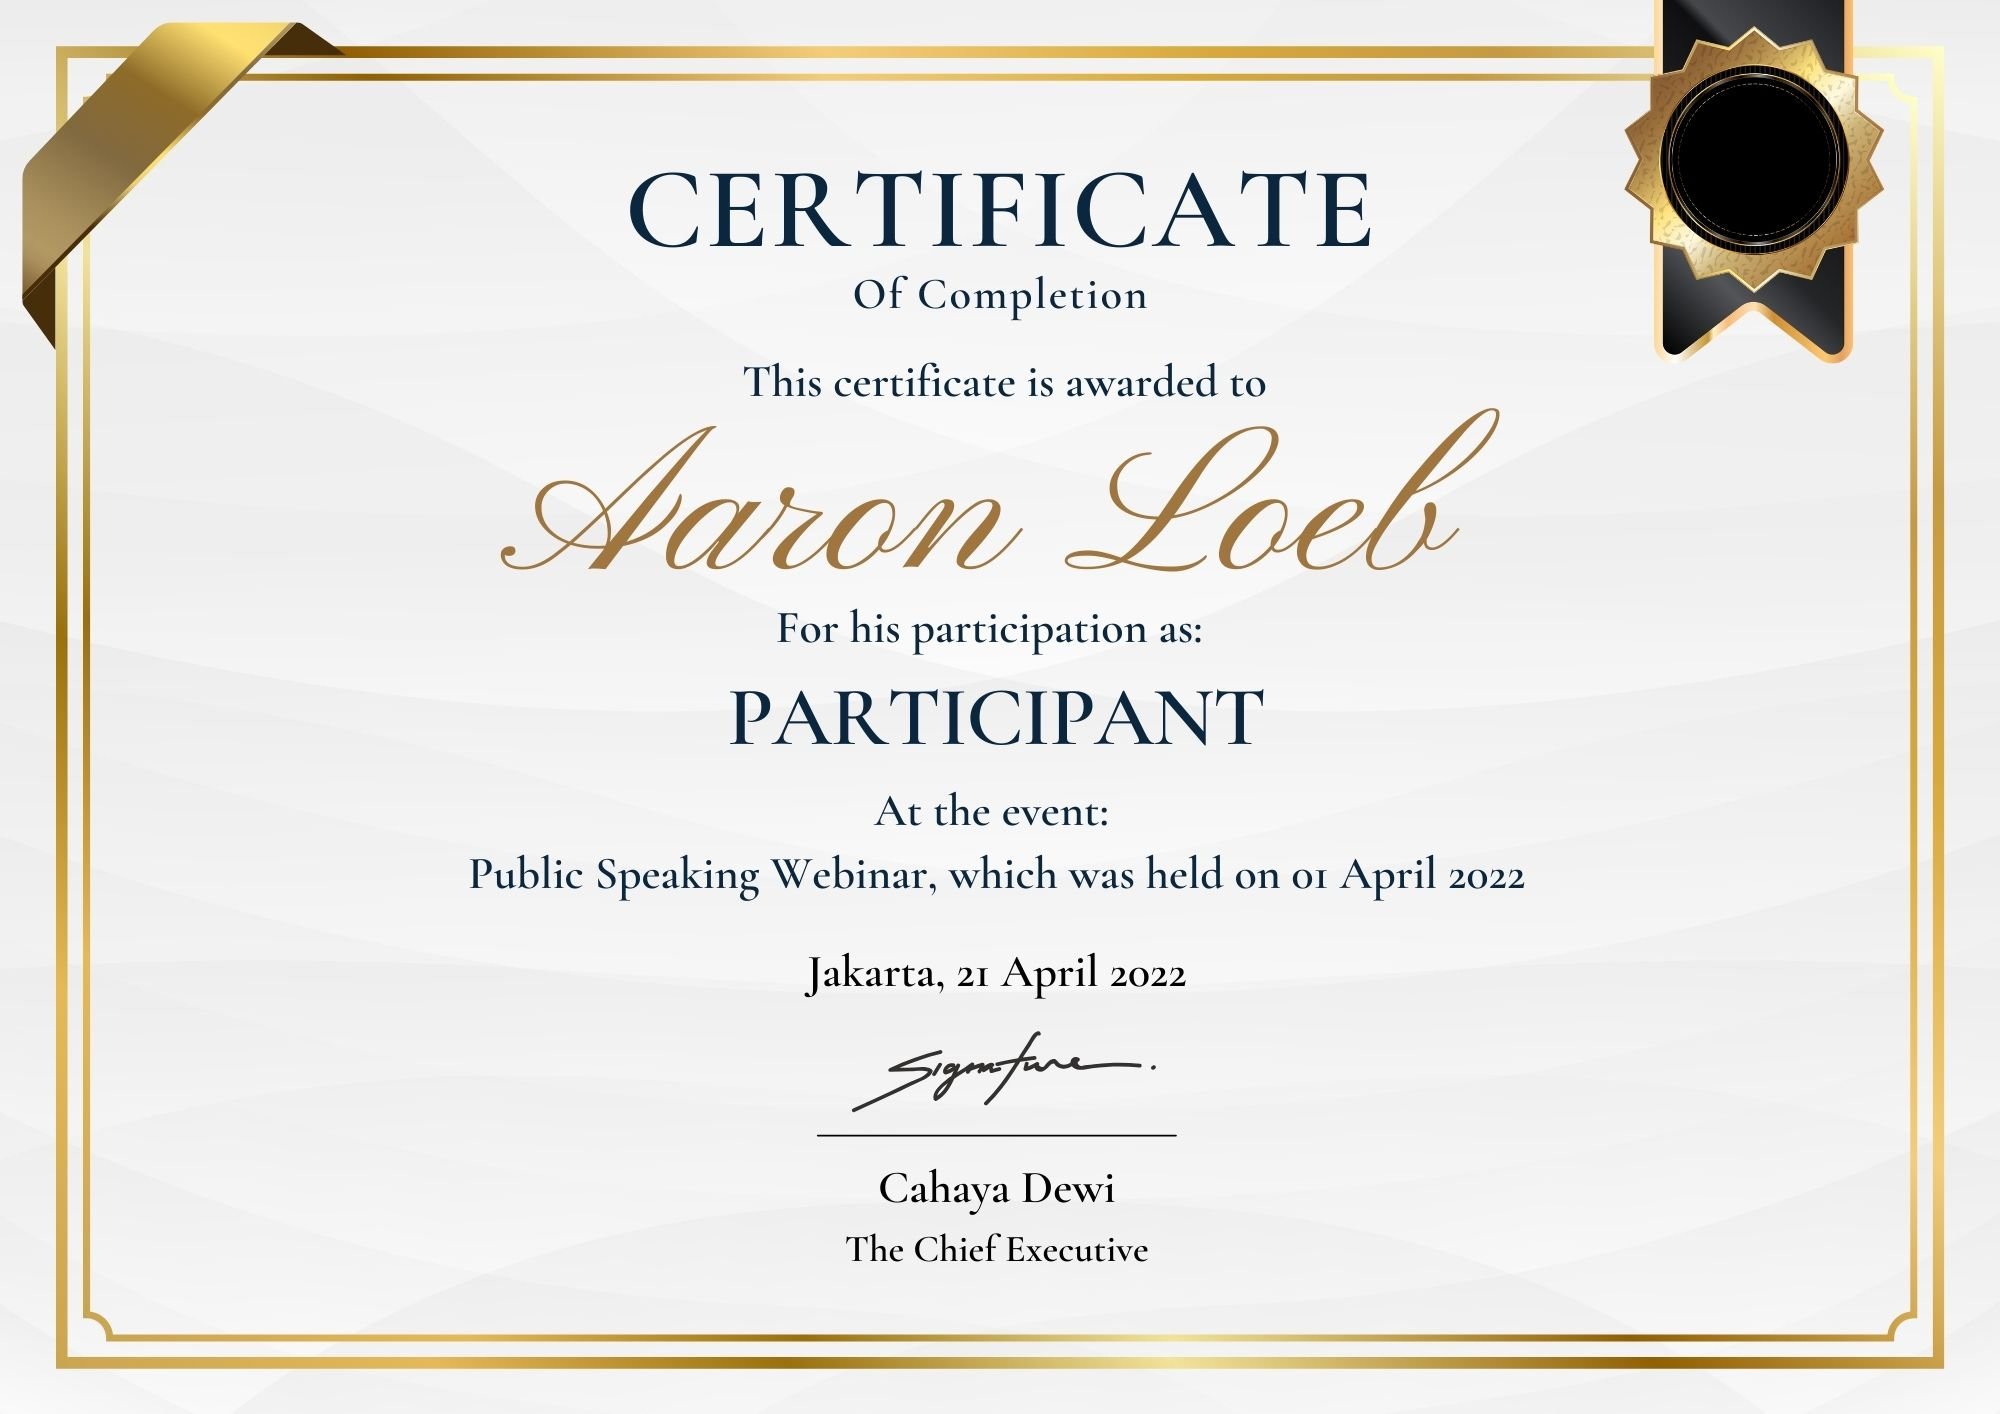 CERTIFICATE
Of Completion
This certificate is awarded to
Aaron Loeb
For his participation as:
PARTICIPANT
At the event:
Public Speaking Webinar, which was held on 01 April 2022
Jakarta, 21 April 2022
Signature.
Cahaya Dewi
The Chief Executive